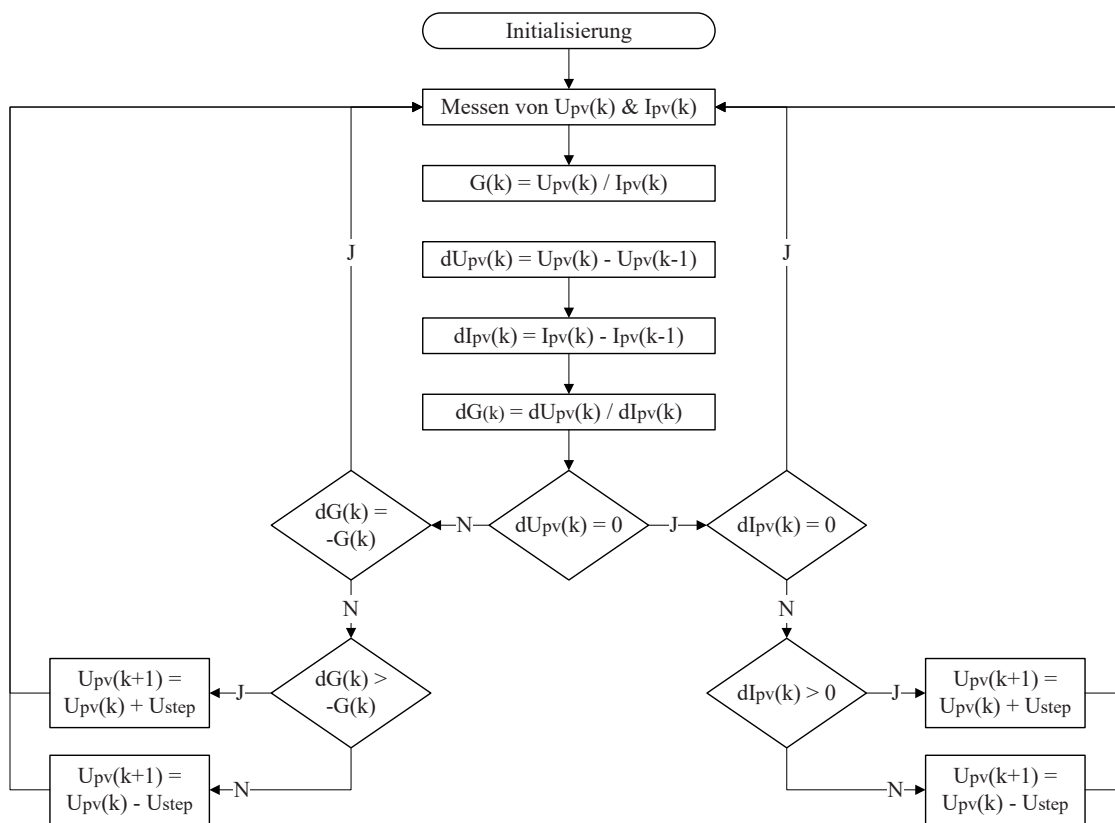 Initialisierung
Messen von Upv(k) & Ipv(k)
G(k) = Upv(k) / Ipv(k)
J
J
dUpv(k) = Upv(k) - Upv(k-1)
dIpv(k) = Ipv(k) - Ipv(k-1)
dG(k) = dUpv(k) / dIpv(k)
dG(k) =
-G(k)
N
dUpv(k) = 0
J
dIpv(k) = 0
N
N
Upv(k+1) =
Upv(k) + Ustep
J
dG(k) >
-G(k)
dIpv(k) > 0
J
Upv(k+1) =
Upv(k) + Ustep
Upv(k+1) =
Upv(k) - Ustep
N
N
Upv(k+1) =
Upv(k) - Ustep